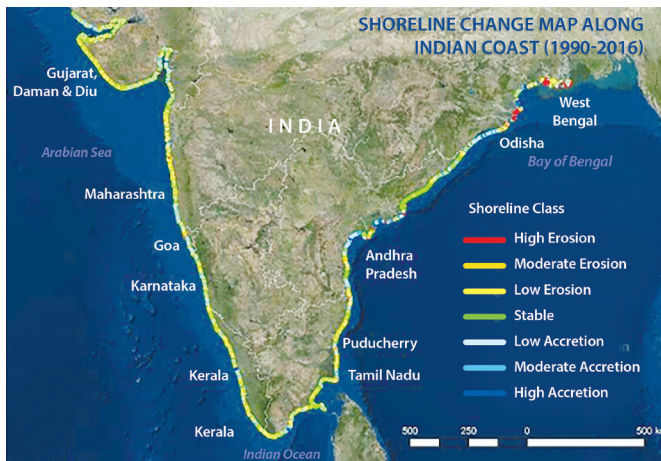 SHORELINE CHANGE MAP ALONG
INDIAN COAST (1990-2016)
Gujarat,
Daman & Diu
INDIA
West
Bengal
Odisha
Arabian Sea
Bay of Bengal
Maharashtra
Shoreline Class
High Erosion
Goa
Andhra
Pradesh
Moderate Erosion
Karnataka
Low Erosion
Stable
Puducherry
Low Accretion
Kerala
Tamil Nadu
Moderate Accretion
High Accretion
Kerala
Indian Ocean
500 250 0 500 km